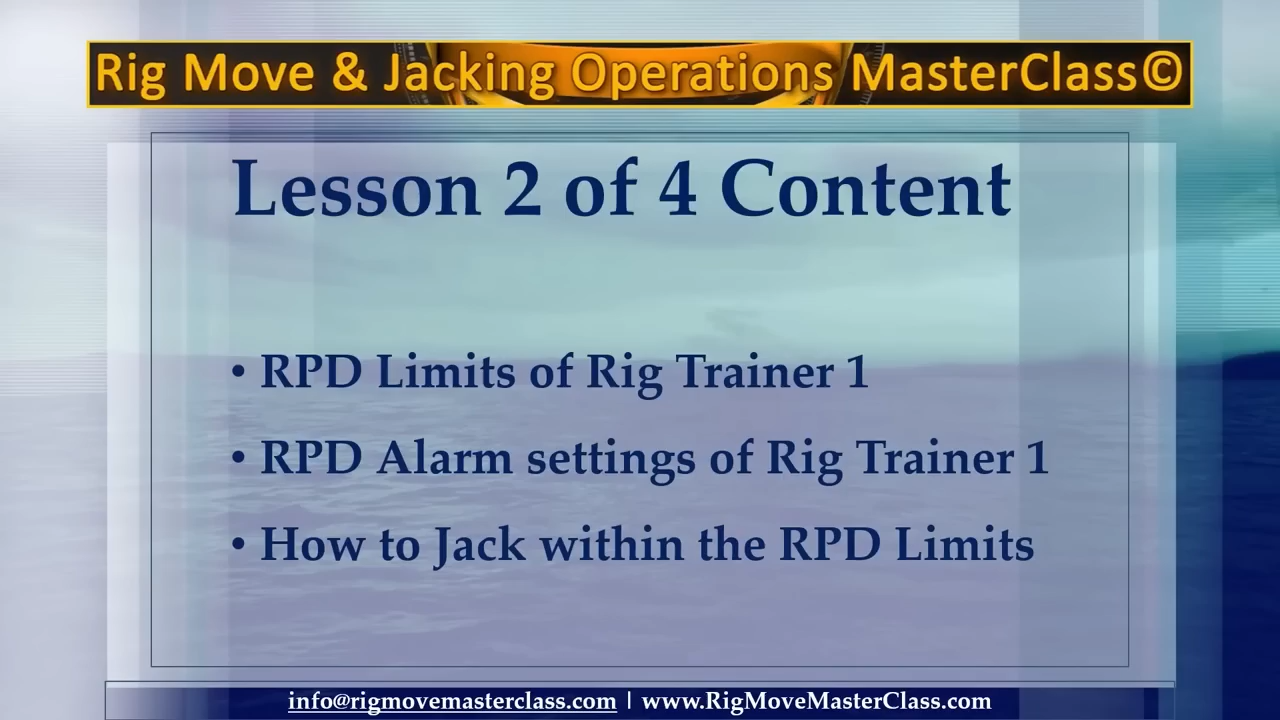 Rig Move & Jacking Operations MasterClass©
Lesson 2 of 4 Content
• RPD Limits of Rig Trainer 1
• RPD Alarm settings of Rig Trainer 1
• How to Jack within the RPD Limits
info@rigmovemasterclass.com | www.RigMoveMasterClass.com